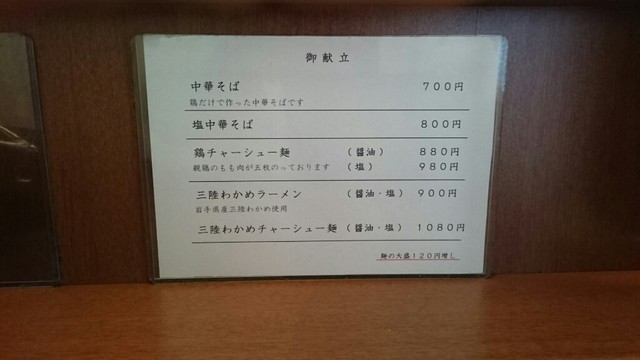 御献立
中華そば ７００円
鶏だけで作った中華そばです
塩中華そば ８００円
鶏チャーシュー麺 （醤油） ８８０円
親鶏のもも肉が五枚のっております （塩） ９８０円
三陸わかめラーメン （醤油・塩） ９００円
岩手県産三陸わかめ使用
三陸わかめチャーシュー麺（醤油・塩） １０８０円
麺の大盛１２０円増し